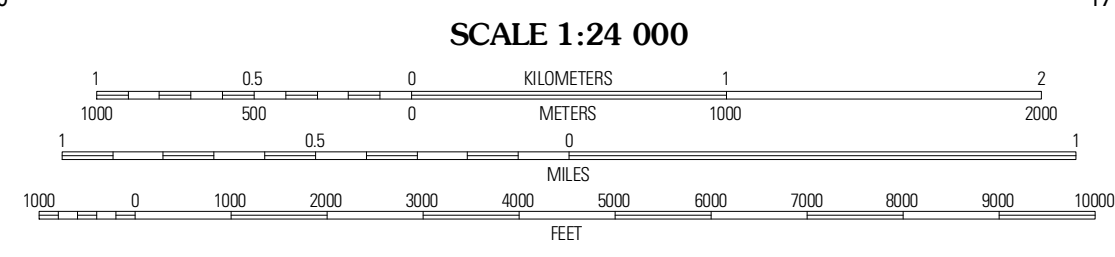 SCALE 1:24 000
1 0.5 0 KILOMETERS 1 2
1000 500 0 METERS 1000 2000
1 0.5 0 1
MILES
1000 0 1000 2000 3000 4000 5000 6000 7000 8000 9000 10000
FEET